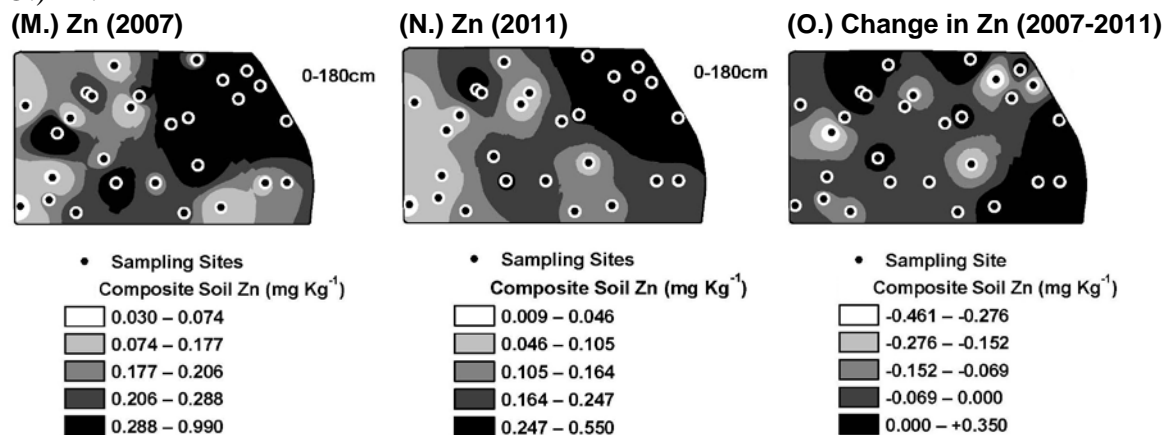 (M.) Zn (2007)
(N.) Zn (2011)
(O.) Change in Zn (2007-2011)
0-180cm
0-180cm
Sampling Sites
Composite Soil Zn (mg Kg-1)
0.030 – 0.074
0.074 – 0.177
0.177 – 0.206
0.206 – 0.288
0.288 – 0.990
Sampling Sites
Composite Soil Zn (mg Kg-1)
0.009 – 0.046
0.046 – 0.105
0.105 – 0.164
0.164 – 0.247
0.247 – 0.550
Sampling Site
Composite Soil Zn (mg Kg-1)
-0.461 – -0.276
-0.276 – -0.152
-0.152 – -0.069
-0.069 – 0.000
0.000 – +0.350